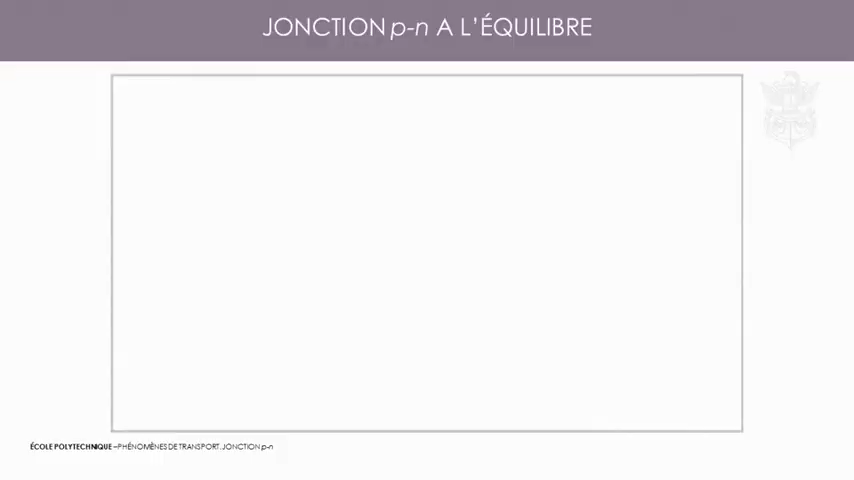 JONCTION p-n A L’ÉQUILIBRE
ÉCOLE POLYTECHNIQUE –PHÉNOMÈNES DE TRANSPORT. JONCTION p-n